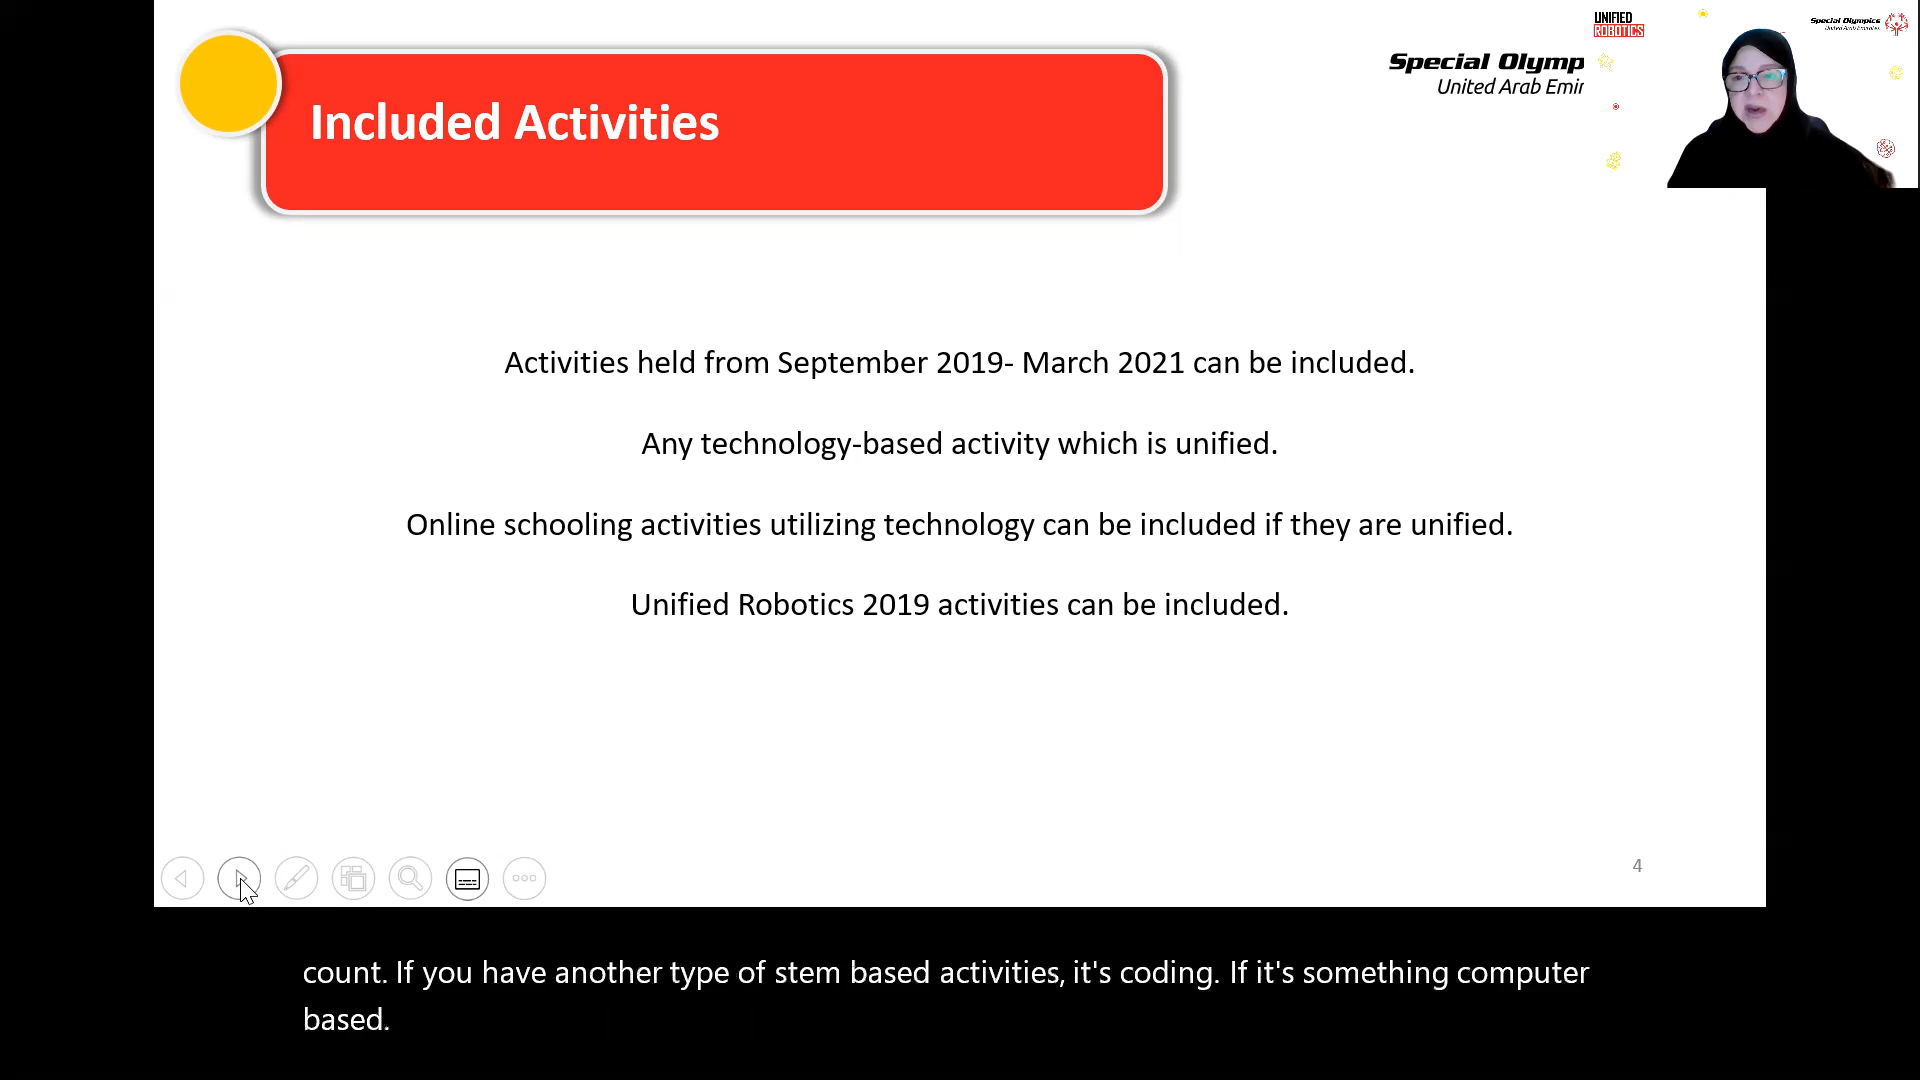 Included Activities
Special Olymp
United Arab Emir
UNIFIED
ROBOTICS
Special Olympics
United Arab Emirates
Activities held from September 2019- March 2021 can be included.
Any technology-based activity which is unified.
Online schooling activities utilizing technology can be included if they are unified.
Unified Robotics 2019 activities can be included.
4
count. If you have another type of stem based activities, it's coding. If it's something computer
based.